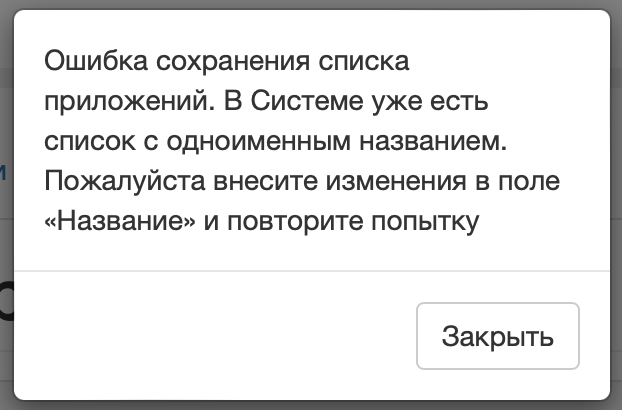 Ошибка сохранения списка
приложений. В Системе уже есть
список с одноименным названием.
Пожалуйста внесите изменения в поле
«Название» и повторите попытку
Закрыть